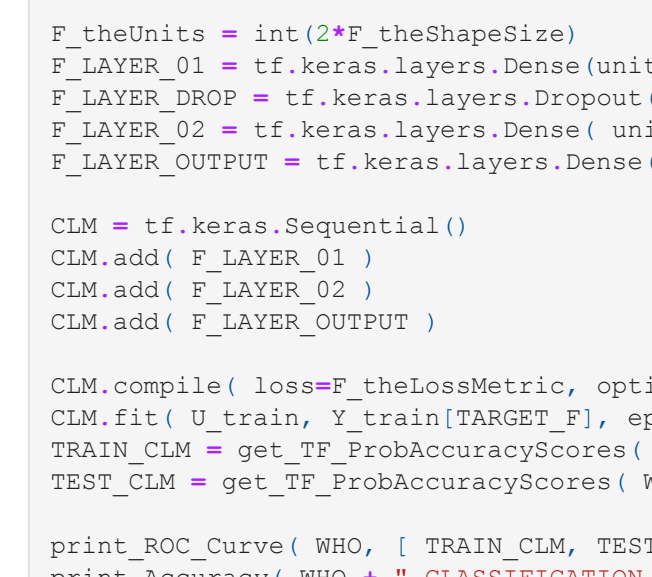 F_theUnits = int(2*F_theShapeSize)
F_LAYER_01 = tf.keras.layers.Dense(unit
F_LAYER_DROP = tf.keras.layers.Dropout(
F_LAYER_02 = tf.keras.layers.Dense( uni
F_LAYER_OUTPUT = tf.keras.layers.Dense(
CLM = tf.keras.Sequential()
CLM.add( F_LAYER_01 )
CLM.add( F_LAYER_02 )
CLM.add( F_LAYER_OUTPUT )
CLM.compile( loss=F_theLossMetric, opti
CLM.fit( U_train, Y_train[TARGET_F], ep
TRAIN_CLM = get_TF_ProbAccuracyScores(
TEST_CLM = get_TF_ProbAccuracyScores( W
print_ROC_Curve( WHO, [ TRAIN_CLM, TEST
print_Accuracy( WHO + " CLASSIFICATION